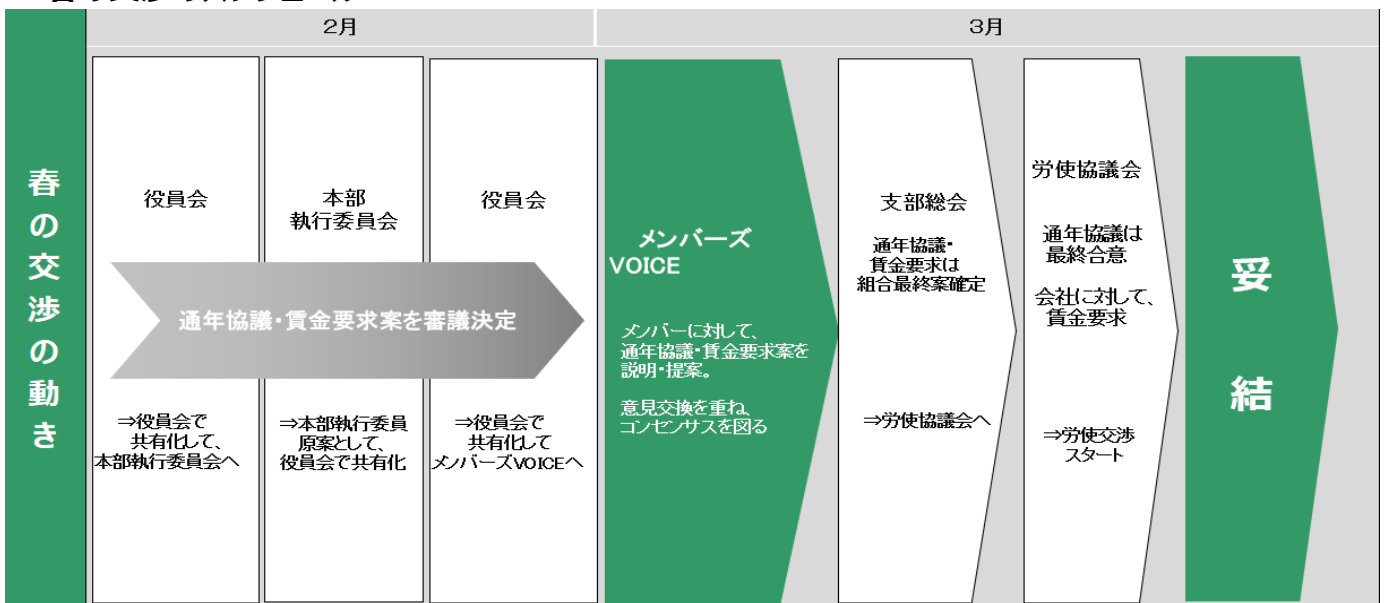 2月
3月
春の交渉の動き
役員会
本部
執行委員会
役員会
通年協議・賃金要求案を審議決定
⇒役員会で
共有化して、
本部執行委員会へ
⇒本部執行委員
原案として、
役員会で共有化
⇒役員会で
共有化して
メンバーズVOICEへ
メンバーズ
VOICE
メンバーに対して、
通年協議・賃金要求案を
説明・提案。
意見交換を重ね、
コンセンサスを図る
支部総会
通年協議・
賃金要求は
組合最終案確定
⇒労使協議会へ
労使協議会
通年協議は
最終合意
会社に対して、
賃金要求
⇒労使交渉
スタート
妥結